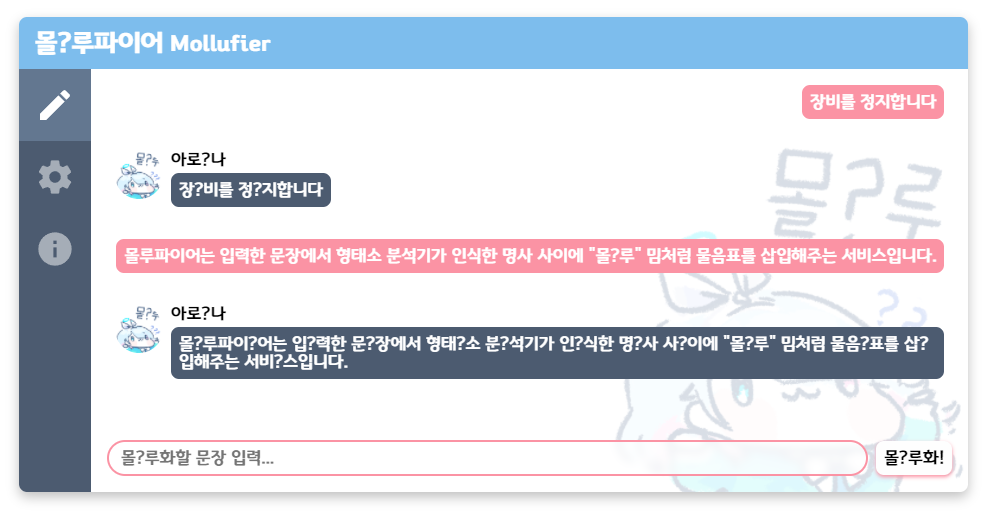 몰?루파이어 Mollufier
장비를 정지합니다
몰?루
아로?나
장?비를 정?지합니다
몰?루
몰루파이어는 입력한 문장에서 형태소 분석기가 인식한 명사 사이에 "몰?루" 밈처럼 물음표를 삽입해주는 서비스입니다.
몰?루
아로?나
몰?루파이?어는 입?력한 문?장에서 형태?소 분?석기가 인?식한 명?사 사?이에 "몰?루" 밈처럼 물음?표를 삽?
입해주는 서비?스입니다.
??
몰?루화할 문장 입력...
몰?루화!